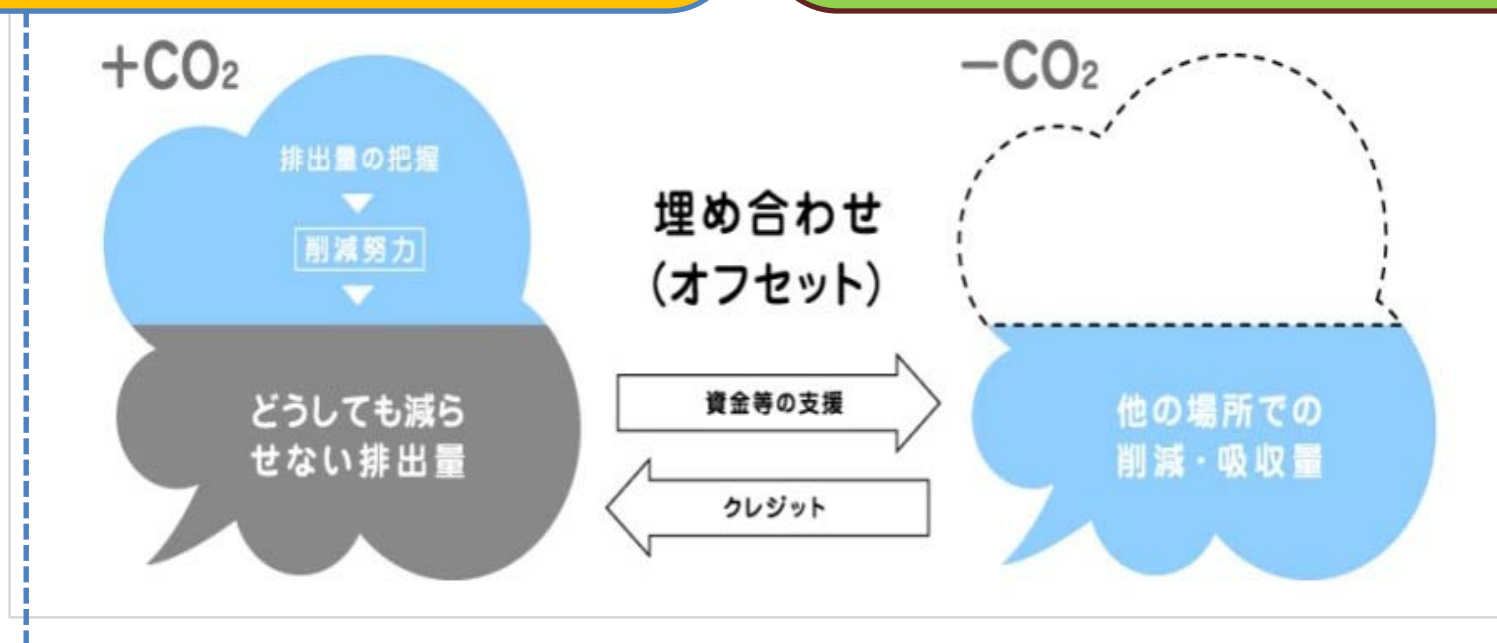 +CO₂
排出量の把握
削減努力
どうしても減ら
せない排出量
埋め合わせ
(オフセット)
資金等の支援
クレジット
-CO₂
他の場所での
削減・吸収量